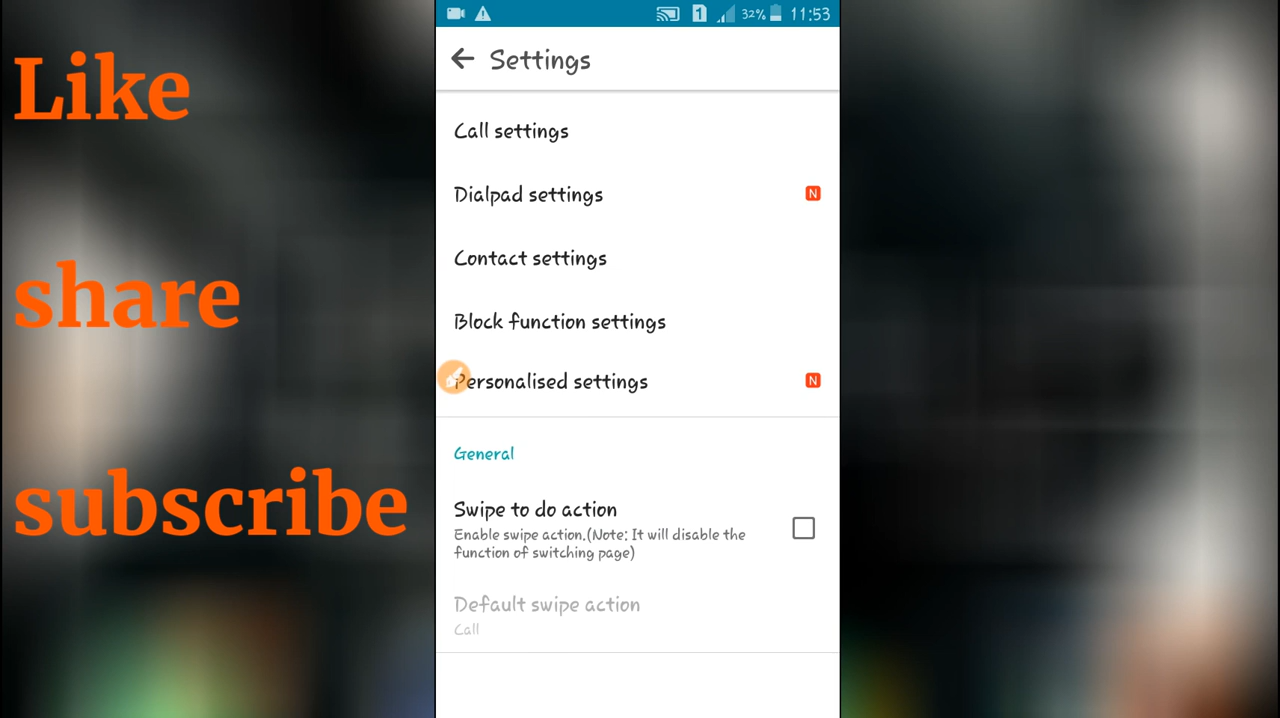 Like
share
subscribe
1 32% 11:53
Settings
Call settings
Dialpad settings N
Contact settings
Block function settings
Personalised settings N
General
Swipe to do action
Enable swipe action.(Note: It will disable the
function of switching page)
Default swipe action
Call